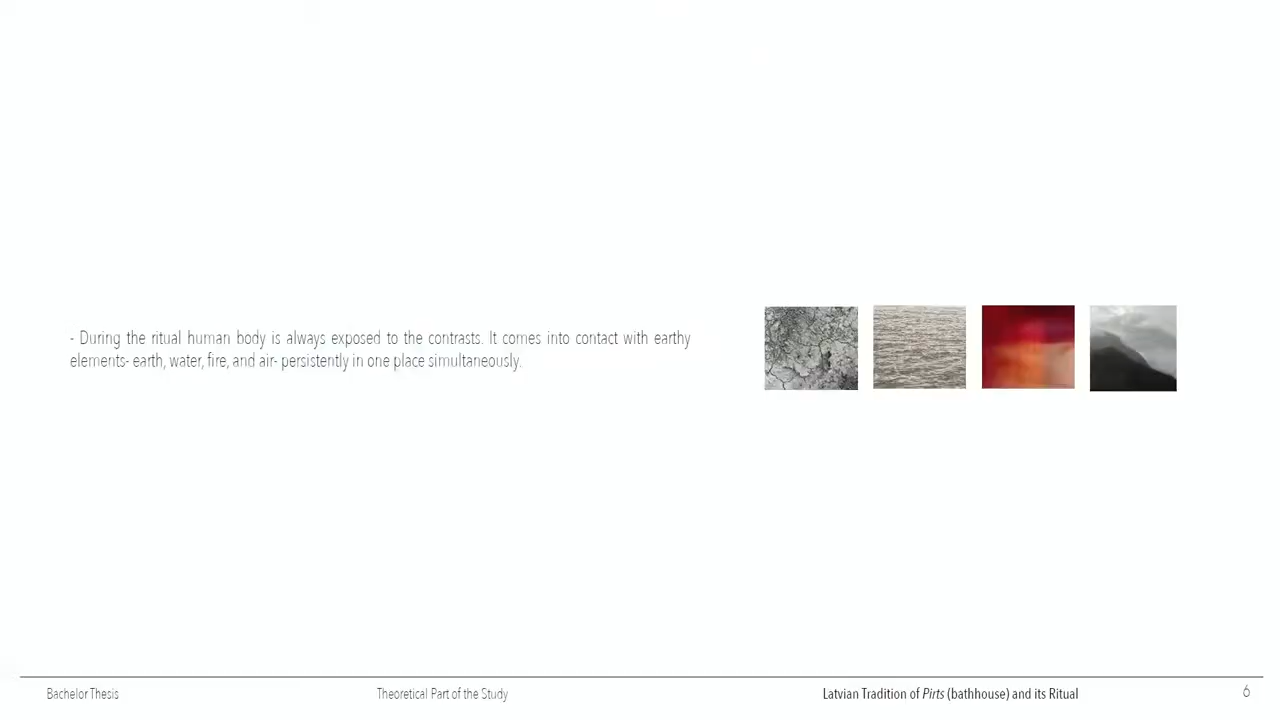 - During the ritual human body is always exposed to the contrasts. It comes into contact with earthy
elements- earth, water, fire, and air- persistently in one place simultaneously.
Bachelor Thesis
Theoretical Part of the Study
Latvian Tradition of Pirts (bathhouse) and its Ritual
6